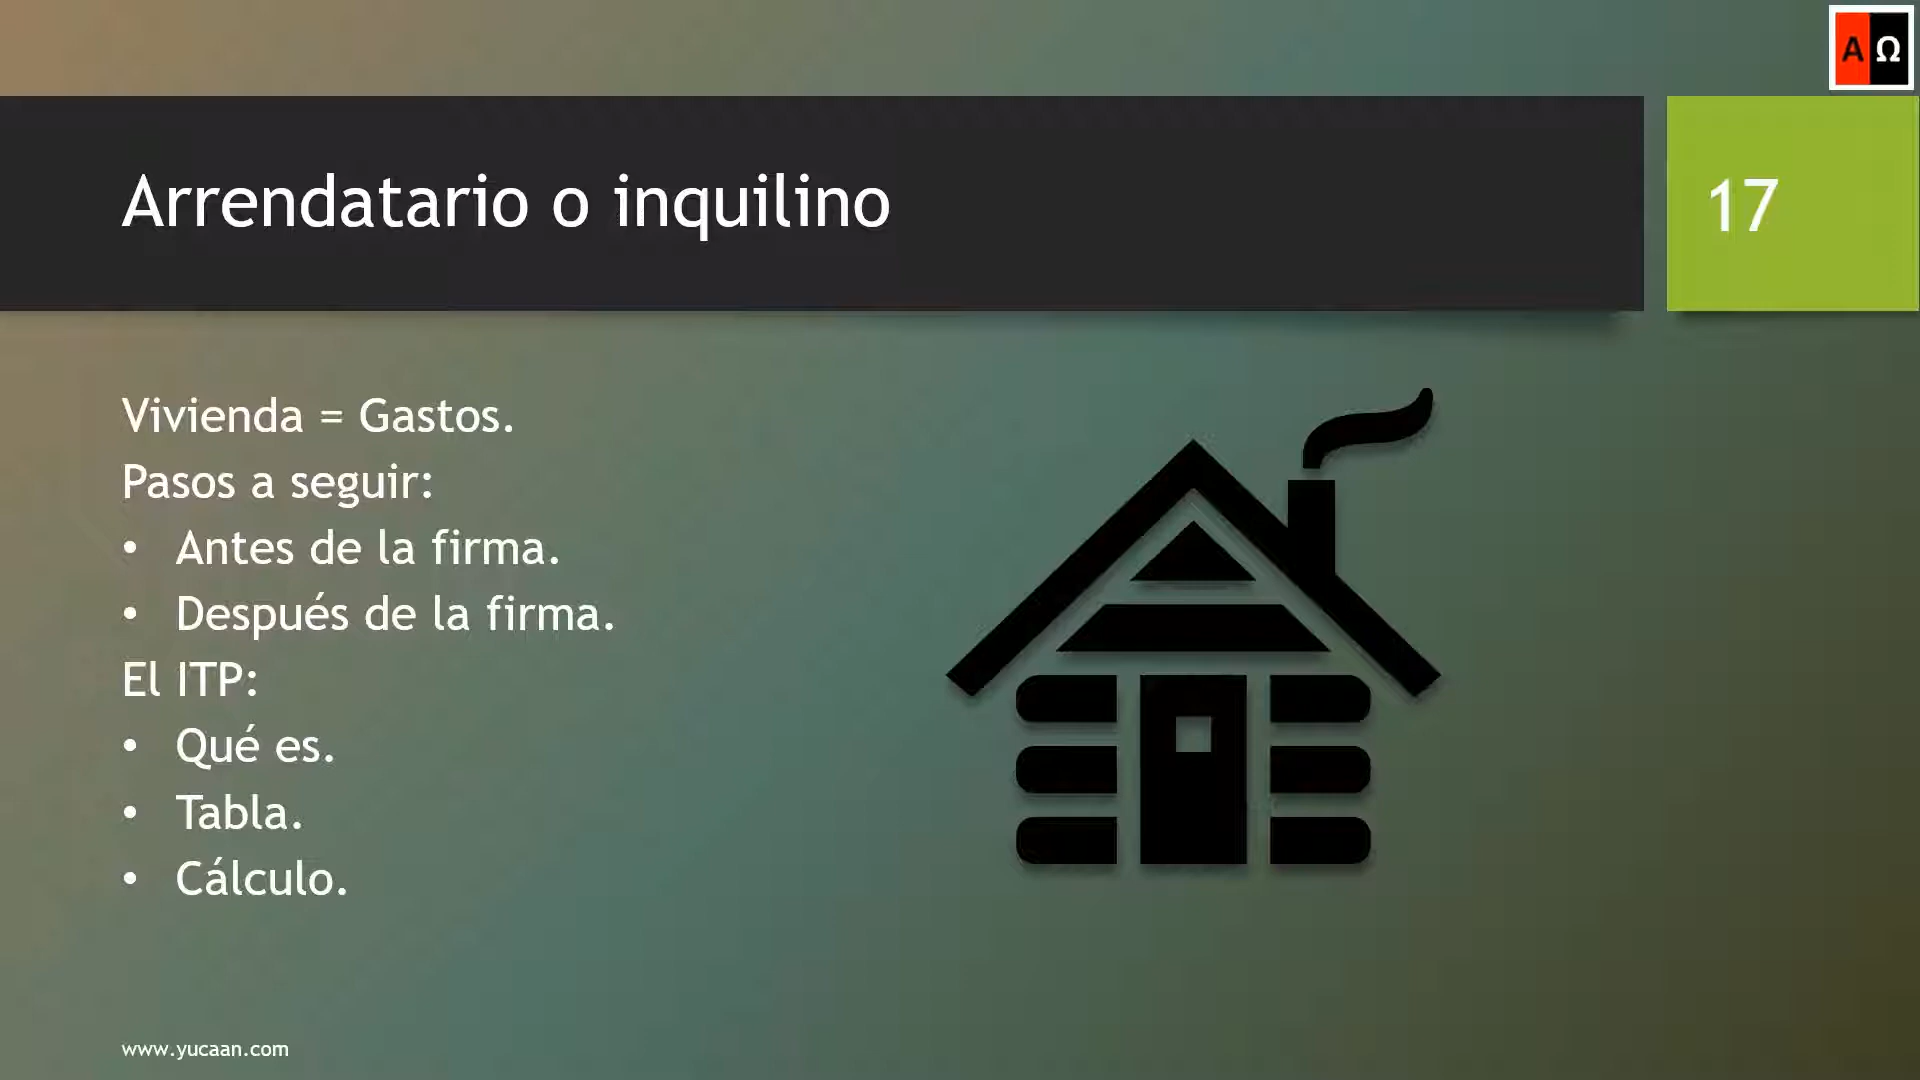 AΩ
Arrendatario o inquilino
17
Vivienda = Gastos.
Pasos a seguir:
• Antes de la firma.
• Después de la firma.
El ITP:
• Qué es.
• Tabla.
• Cálculo.
www.yucaan.com